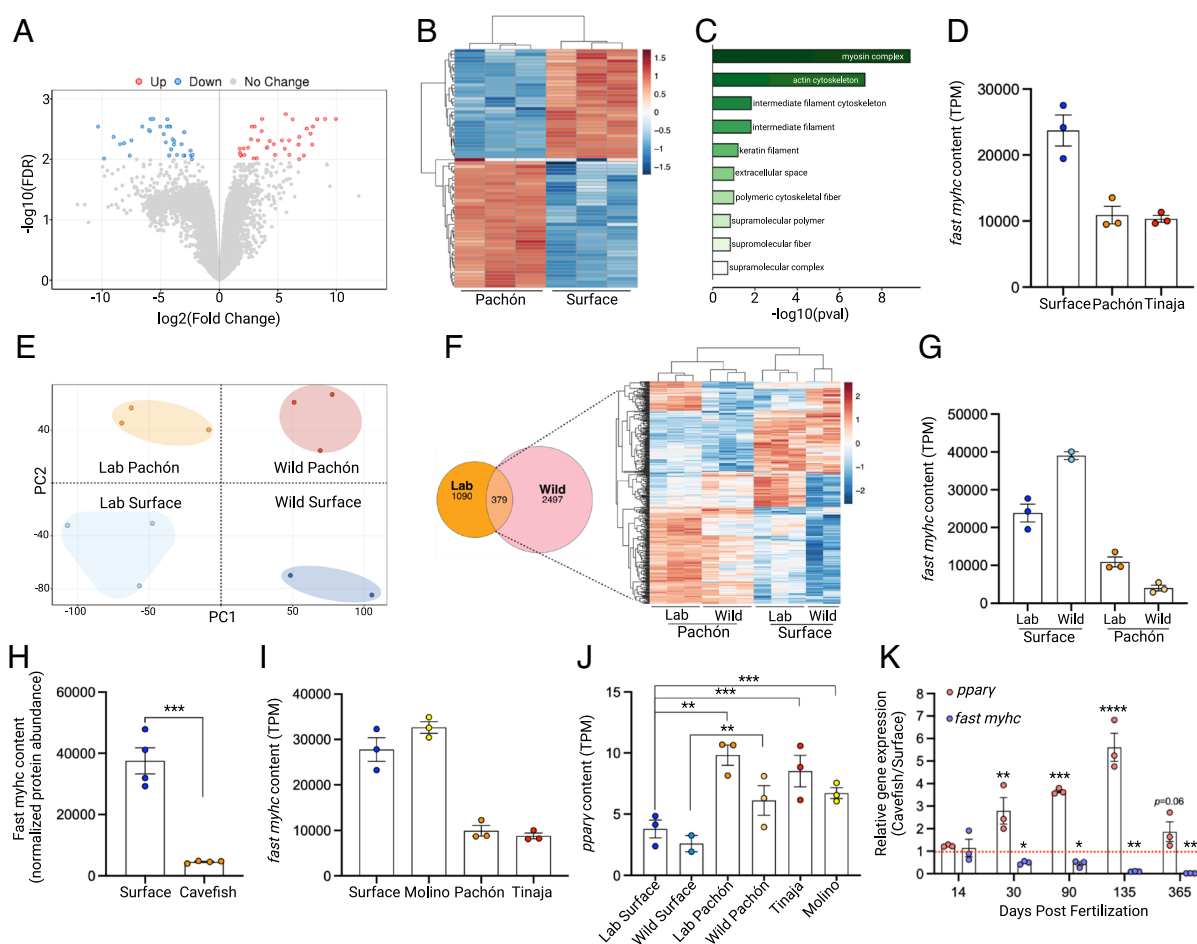 A
Up Down No Change
-log10(FDR)
3
2
1
0
-10 -5 0 5 10
log2(Fold Change)
B
1.5
1
0.5
0
−0.5
−1
−1.5
Pachón Surface
C
myosin complex
actin cytoskeleton
intermediate filament cytoskeleton
intermediate filament
keratin filament
extracellular space
polymeric cytoskeletal fiber
supramolecular polymer
supromolecular fiber
supramolecular complex
0 2 4 6 8
-log10(pval)
D
fast myhc content (TPM)
30000
20000
10000
0
Surface Pachón Tinaja
E
PC2
40
-40
-80
Lab Pachón Wild Pachón
Lab Surface Wild Surface
-100 -50 50 100
PC1
F
Lab
1090
379
Wild
2497
2
1
0
−1
−2
Lab Wild Lab Wild
Pachón Surface
G
fast myhc content (TPM)
50000
40000
30000
20000
10000
0
Lab Wild Lab Wild
Surface Pachón
H
Fast myhc content
(normalized protein abundance)
60000
40000
20000
0
***
Surface Cavefish
I
fast myhc content (TPM)
40000
30000
20000
10000
0
Surface Molino Pachón Tinaja
J
pparγ content (TPM)
15
10
5
0
***
***
**
**
Lab Surface
Wild Surface
Lab Pachón
Wild Pachón
Tinaja
Molino
K
Relative gene expression
(Cavefish/Surface)
8
7
6
5
4
3
2
1
0
pparγ
fast myhc
** *** **** p=0.06
* * ** **
14 30 90 135 365
Days Post Fertilization